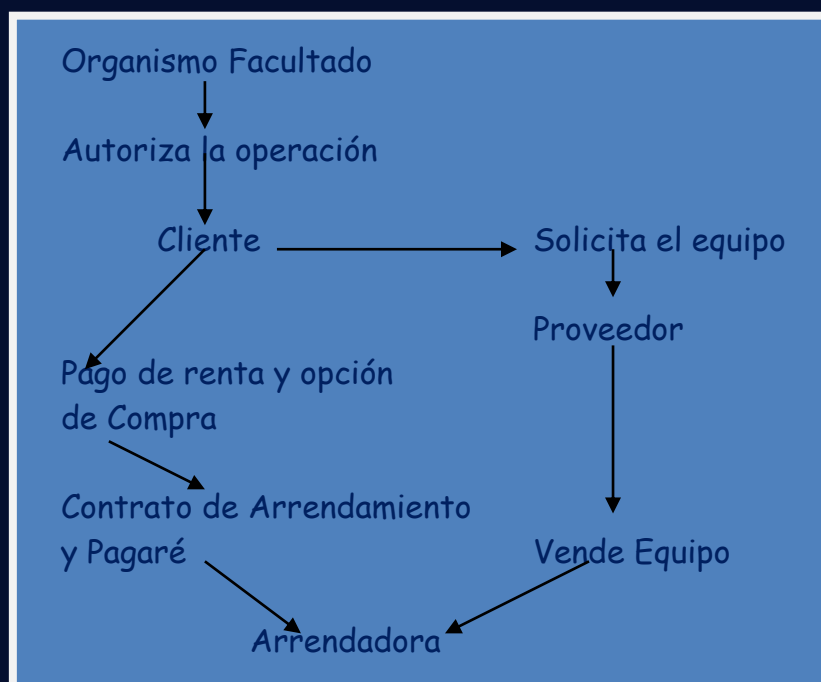 Organismo Facultado
Autoriza la operación
Cliente
Solicita el equipo
Proveedor
Pago de renta y opción
de Compra
Contrato de Arrendamiento
y Pagaré
Vende Equipo
Arrendadora